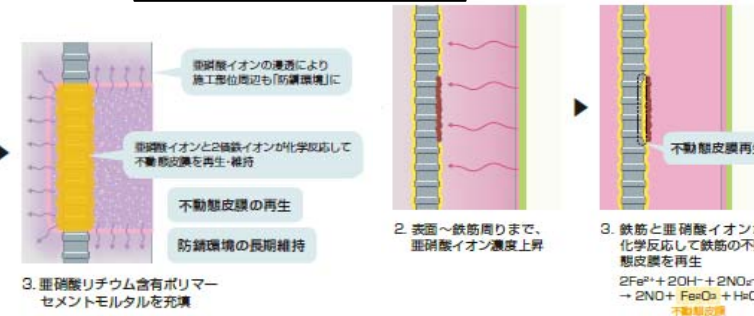 亜硝酸イオンの浸透により
施工部位周辺も「防錆環境」に
亜硝酸イオンと2価鉄イオンが化学反応して
不動態皮膜を再生・維持
不動態皮膜の再生
防錆環境の長期維持
3. 亜硝酸リチウム含有ポリマー
セメントモルタルを充填
2. 表面~鉄筋周りまで、
亜硝酸イオン濃度上昇
不動態皮膜再
3. 鉄筋と亜硝酸イオン
化学反応して鉄筋の不
態皮膜を再生
2Fe²⁺+2OH⁻+2NO₂⁻
→ 2NO+ Fe₂O₃ +H₂O
不動態皮膜